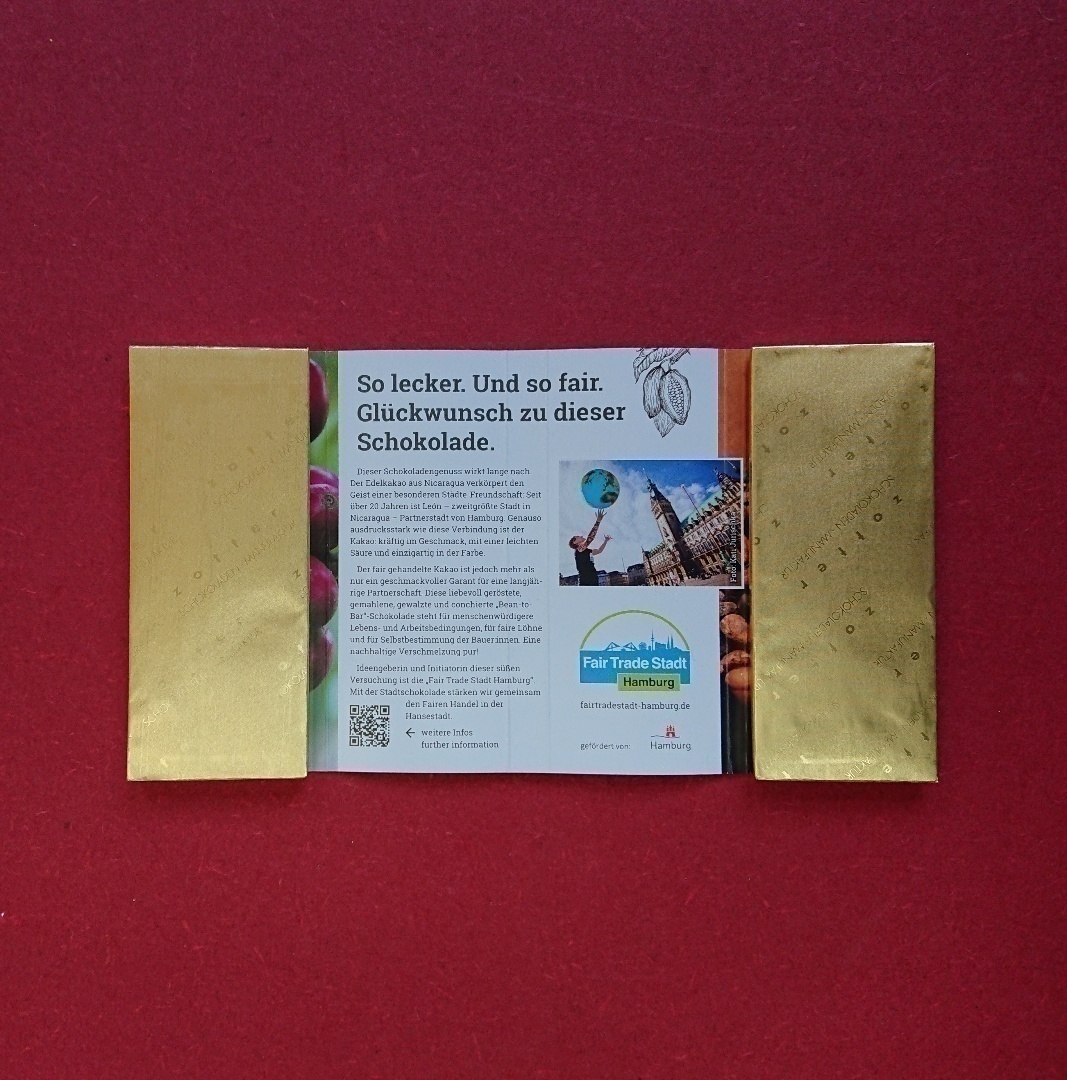 So lecker. Und so fair.
Glückwunsch zu dieser
Schokolade.
Dieser Schokoladengenuss wirkt lange nach.
Der Edelkakao aus Nicaragua verkörpert den
Geist einer besonderen Städte-Freundschaft: Seit
über 20 Jahren ist León – zweitgrößte Stadt in
Nicaragua – Partnerstadt von Hamburg. Genauso
ausdrucksstark wie diese Verbindung ist der
Kakao: kräftig im Geschmack, mit einer leichten
Säure und einzigartig in der Farbe.
Der fair gehandelte Kakao ist jedoch mehr als
nur ein geschmackvoller Garant für eine langjäh-
rige Partnerschaft. Diese liebevoll geröstete,
gemahlene, gewalzte und conchierte „Bean-to
Bar“-Schokolade steht für menschenwürdigere
Lebens- und Arbeitsbedingungen, für faire Löhne
und für Selbstbestimmung der Bauer:innen. Eine
nachhaltige Verschmelzung pur!
Ideengeberin und Initiatorin dieser süßen
Versuchung ist die „Fair Trade Stadt Hamburg“.
Mit der Stadtschokolade stärken wir gemeinsam
den Fairen Handel in der
Hansestadt.
← weitere Infos
further information
Foto: Kati Jurischka
Fair Trade Stadt
Hamburg
fairtradestadt-hamburg.de
gefördert von:
Hamburg
zotter
SCHOKOLADEN MANUFAKTUR